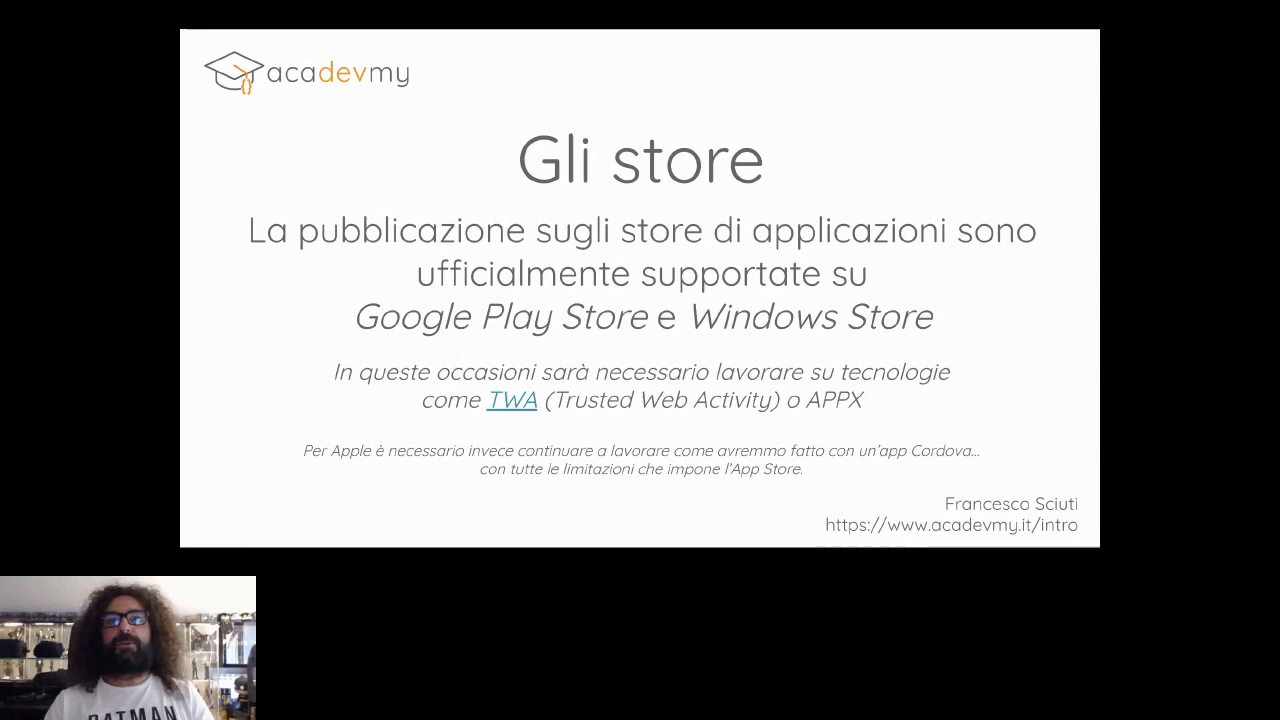 acadevmy
Gli store
La pubblicazione sugli store di applicazioni sono
ufficialmente supportate su
Google Play Store e Windows Store
In queste occasioni sarà necessario lavorare su tecnologie
come TWA (Trusted Web Activity) o APPX
Per Apple è necessario invece continuare a lavorare come avremmo fatto con un'app Cordova...
con tutte le limitazioni che impone l'App Store.
Francesco Sciuti
https://www.acadevmy.it/intro
BATMAN